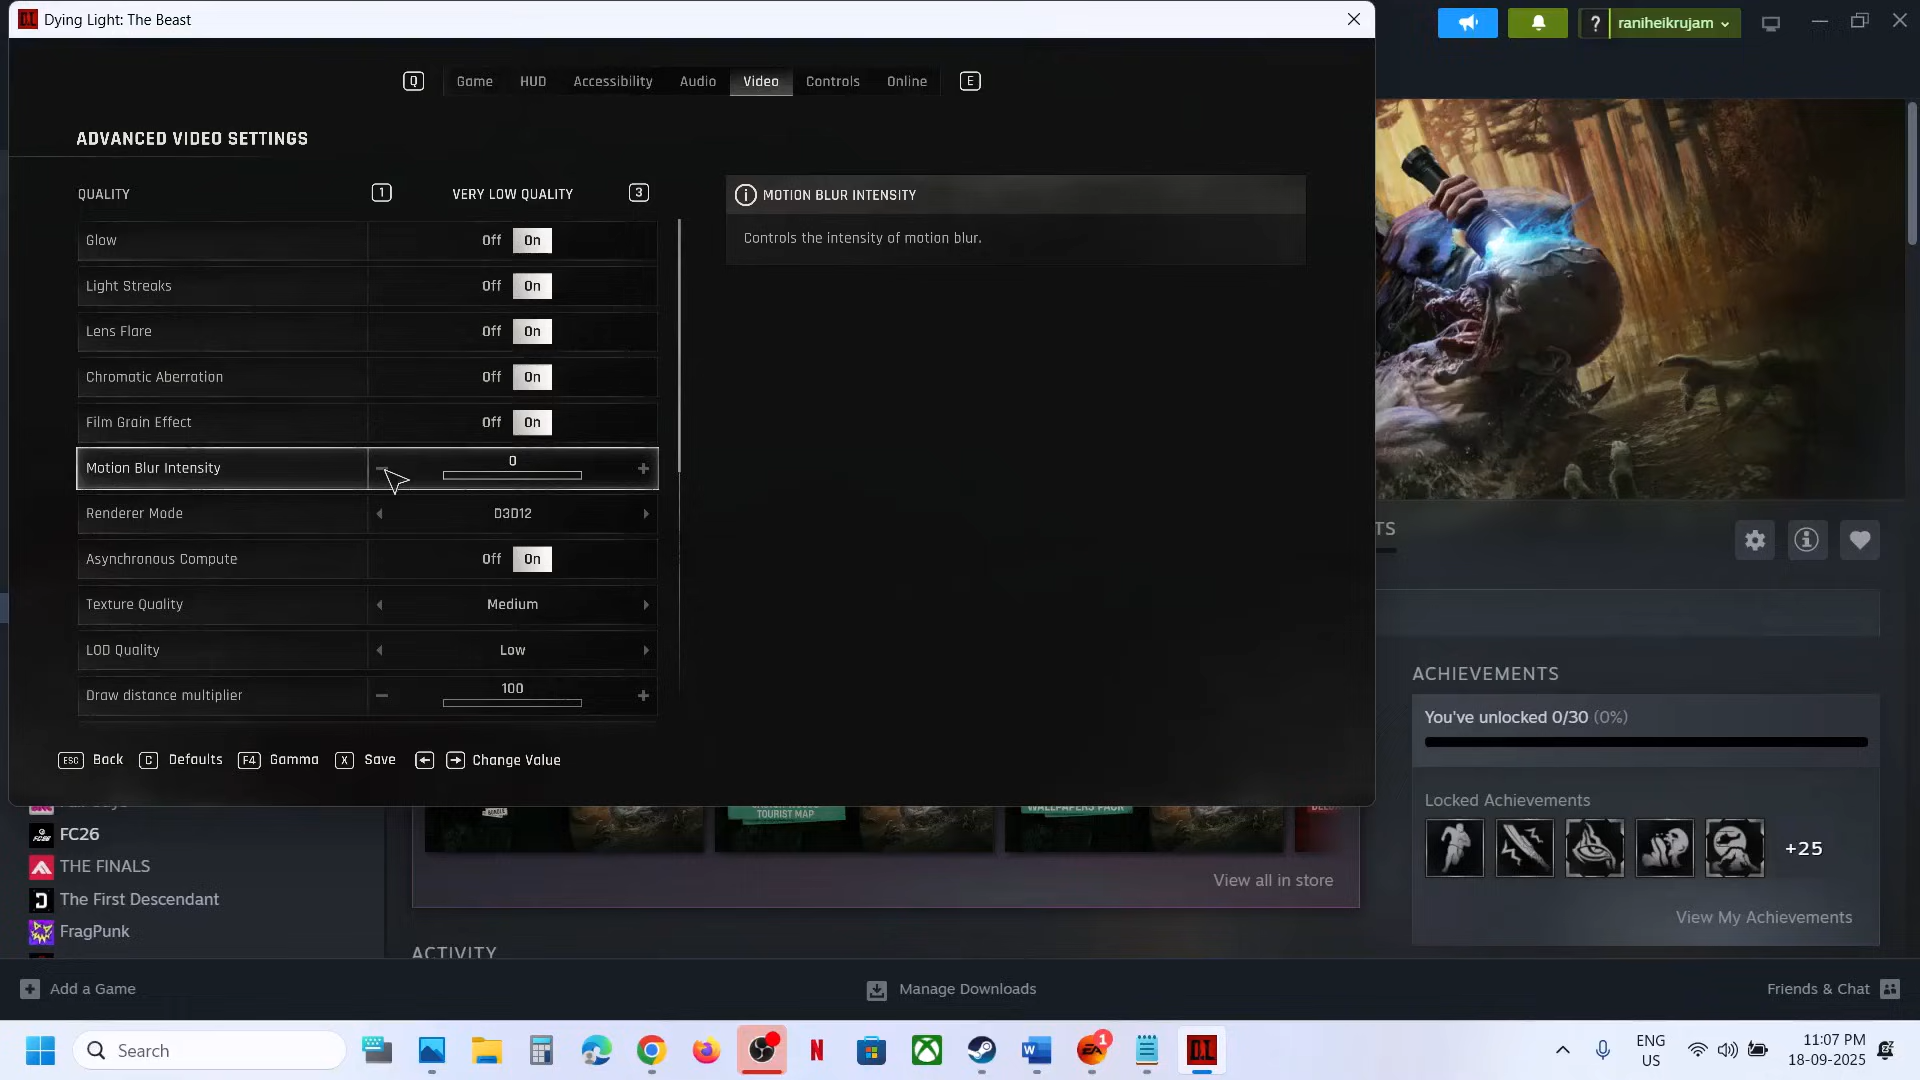 Dying Light: The Beast
raniheikrujam
Q Game HUD Accessibility Audio Video Controls Online E
ADVANCED VIDEO SETTINGS
QUALITY 1 VERY LOW QUALITY 3
Glow Off On
Light Streaks Off On
Lens Flare Off On
Chromatic Aberration Off On
Film Grain Effect Off On
Motion Blur Intensity 0
Renderer Mode D3D12
Asynchronous Compute Off On
Texture Quality Medium
LOD Quality Low
Draw distance multiplier 100
ESC Back C Defaults F4 Gamma X Save Change Value
MOTION BLUR INTENSITY
Controls the intensity of motion blur.
TS
ACHIEVEMENTS
You've unlocked 0/30 (0%)
Locked Achievements
+25
View My Achievements
TOURIST MAP
WALLPAPERS PACK
View all in store
ACTIVITY
FC26
THE FINALS
The First Descendant
FragPunk
Add a Game
Manage Downloads
Friends & Chat
Search
1
ENG
US
11:07 PM
18-09-2025